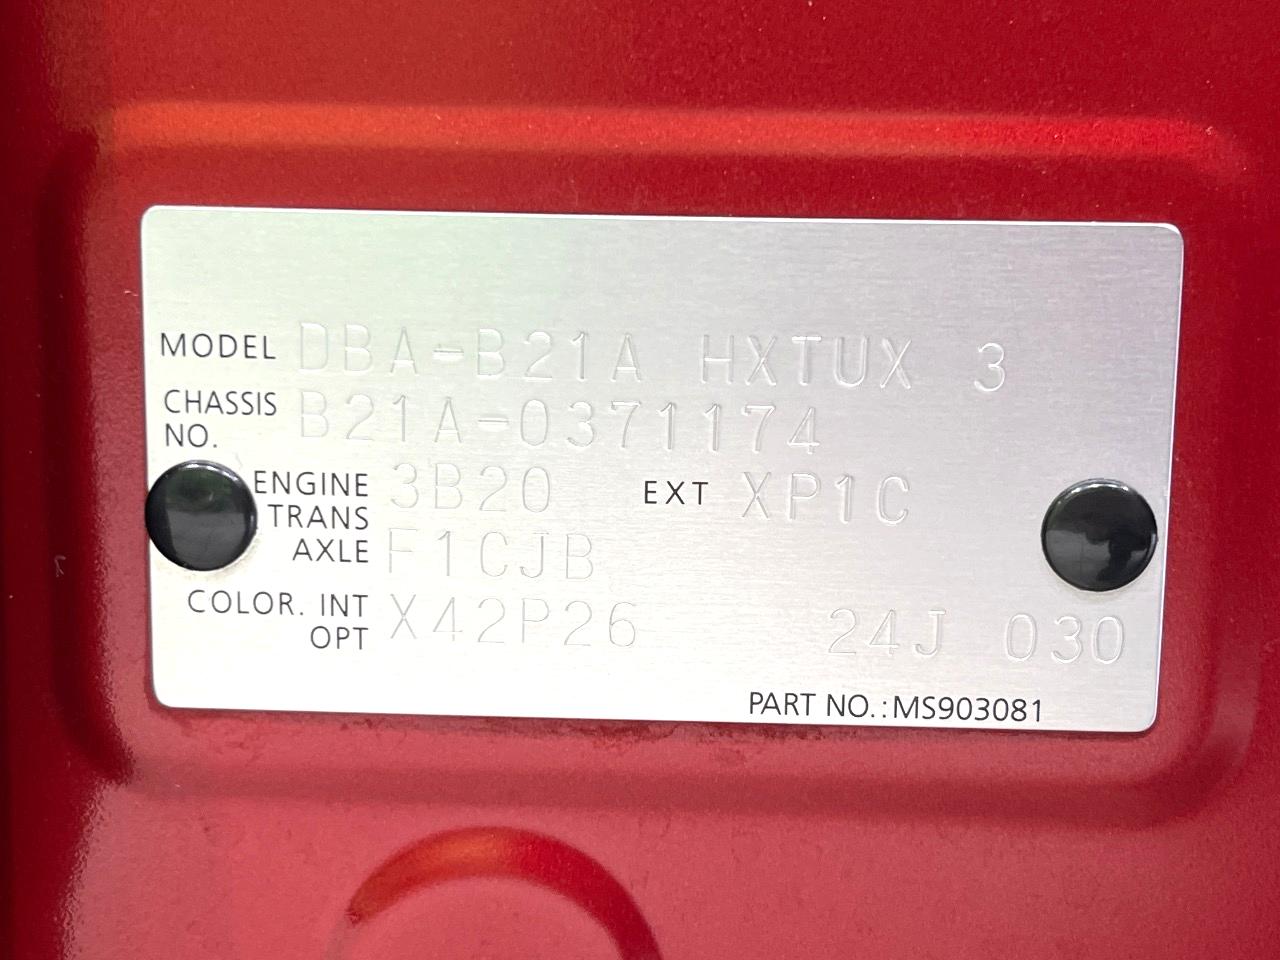 MODEL DBA-B21A HXTUX 3
CHASSIS NO. B21A-0371174
ENGINE 3B20 EXT XP1C
TRANS AXLE F1CJB
COLOR. INT OPT X42P26 24J 030
PART NO.:MS903081